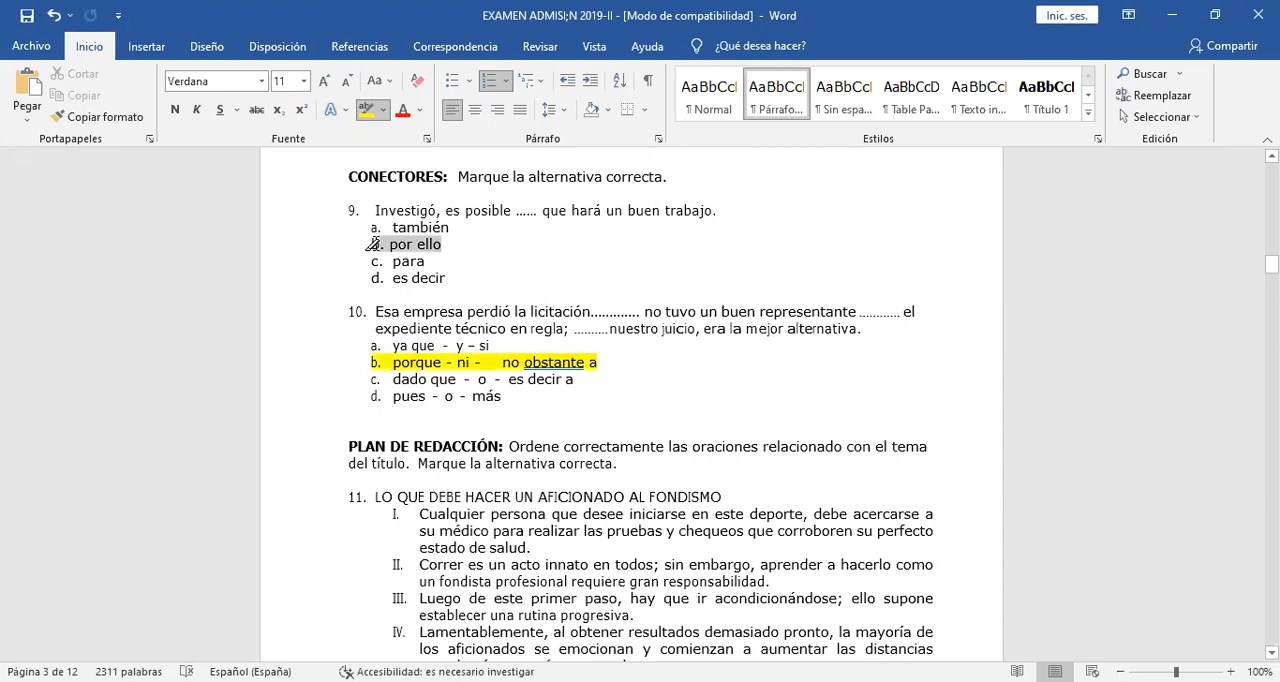 EXAMEN ADMISI;N 2019-II - [Modo de compatibilidad] - Word
Inic. ses.
Archivo Inicio Insertar Diseño Disposición Referencias Correspondencia Revisar Vista Ayuda ¿Qué desea hacer? Compartir
Pegar
Cortar
Copiar
Copiar formato
Portapapeles
Verdana 11
Aa
N K S abc x₂ x²
Fuente
Párrafo
AaBbCcI AaBbCcI AaBbCcI AaBbCcD AaBbCcI AaBbCcI
¶ Normal ¶ Párrafo... ¶ Sin espa... ¶ Table Pa... ¶ Texto in... ¶ Título 1
Estilos
Buscar
Reemplazar
Seleccionar
Edición
CONECTORES: Marque la alternativa correcta.
9. Investigó, es posible ...... que hará un buen trabajo.
a. también
. por ello
c. para
d. es decir
10. Esa empresa perdió la licitación............ no tuvo un buen representante ............ el
expediente técnico en regla; ..........nuestro juicio, era la mejor alternativa.
a. ya que - y – si
b. porque - ni - no obstante a
c. dado que - o - es decir a
d. pues - o - más
PLAN DE REDACCIÓN: Ordene correctamente las oraciones relacionado con el tema
del título. Marque la alternativa correcta.
11. LO QUE DEBE HACER UN AFICIONADO AL FONDISMO
I. Cualquier persona que desee iniciarse en este deporte, debe acercarse a
su médico para realizar las pruebas y chequeos que corroboren su perfecto
estado de salud.
II. Correr es un acto innato en todos; sin embargo, aprender a hacerlo como
un fondista profesional requiere gran responsabilidad.
III. Luego de este primer paso, hay que ir acondicionándose; ello supone
establecer una rutina progresiva.
IV. Lamentablemente, al obtener resultados demasiado pronto, la mayoría de
los aficionados se emocionan y comienzan a aumentar las distancias
Página 3 de 12 2311 palabras Español (España) Accesibilidad: es necesario investigar 100%